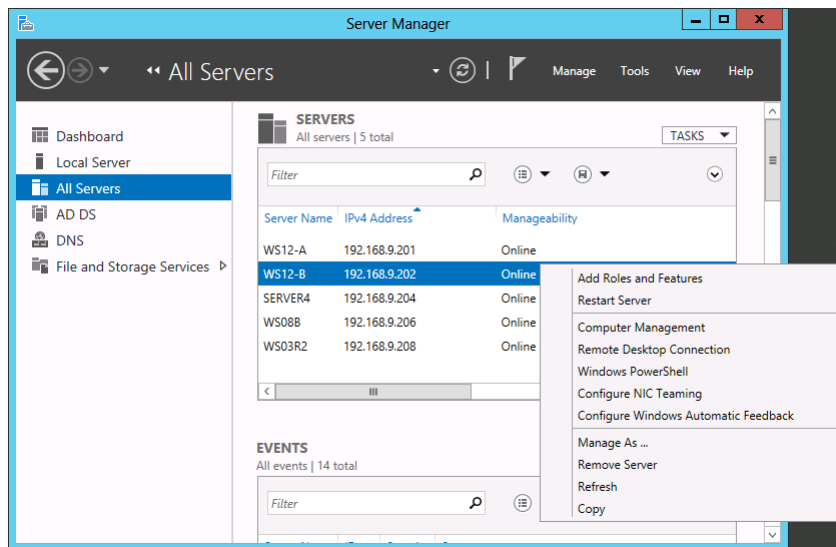 Server Manager
All Servers
Manage Tools View Help
Dashboard
Local Server
All Servers
AD DS
DNS
File and Storage Services
SERVERS
All servers | 5 total
TASKS
Filter
Server Name IPv4 Address Manageability
WS12-A 192.168.9.201 Online
WS12-B 192.168.9.202 Online
SERVER4 192.168.9.204 Online
WS08B 192.168.9.206 Online
WS03R2 192.168.9.208 Online
Add Roles and Features
Restart Server
Computer Management
Remote Desktop Connection
Windows PowerShell
Configure NIC Teaming
Configure Windows Automatic Feedback
Manage As ...
Remove Server
Refresh
Copy
EVENTS
All events | 14 total
Filter